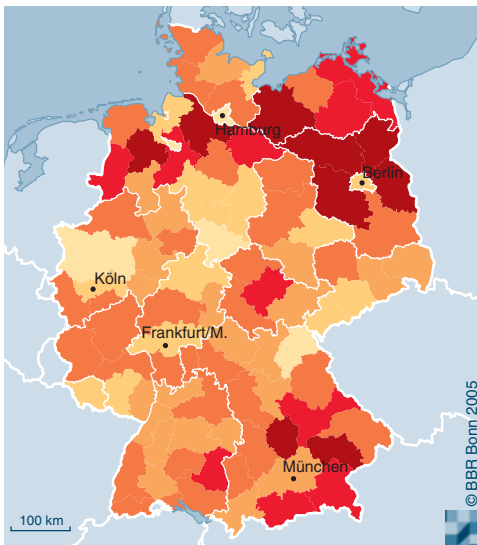 Hamburg
Berlin
Köln
Frankfurt/M.
München
100 km
© BBR Bonn 2005